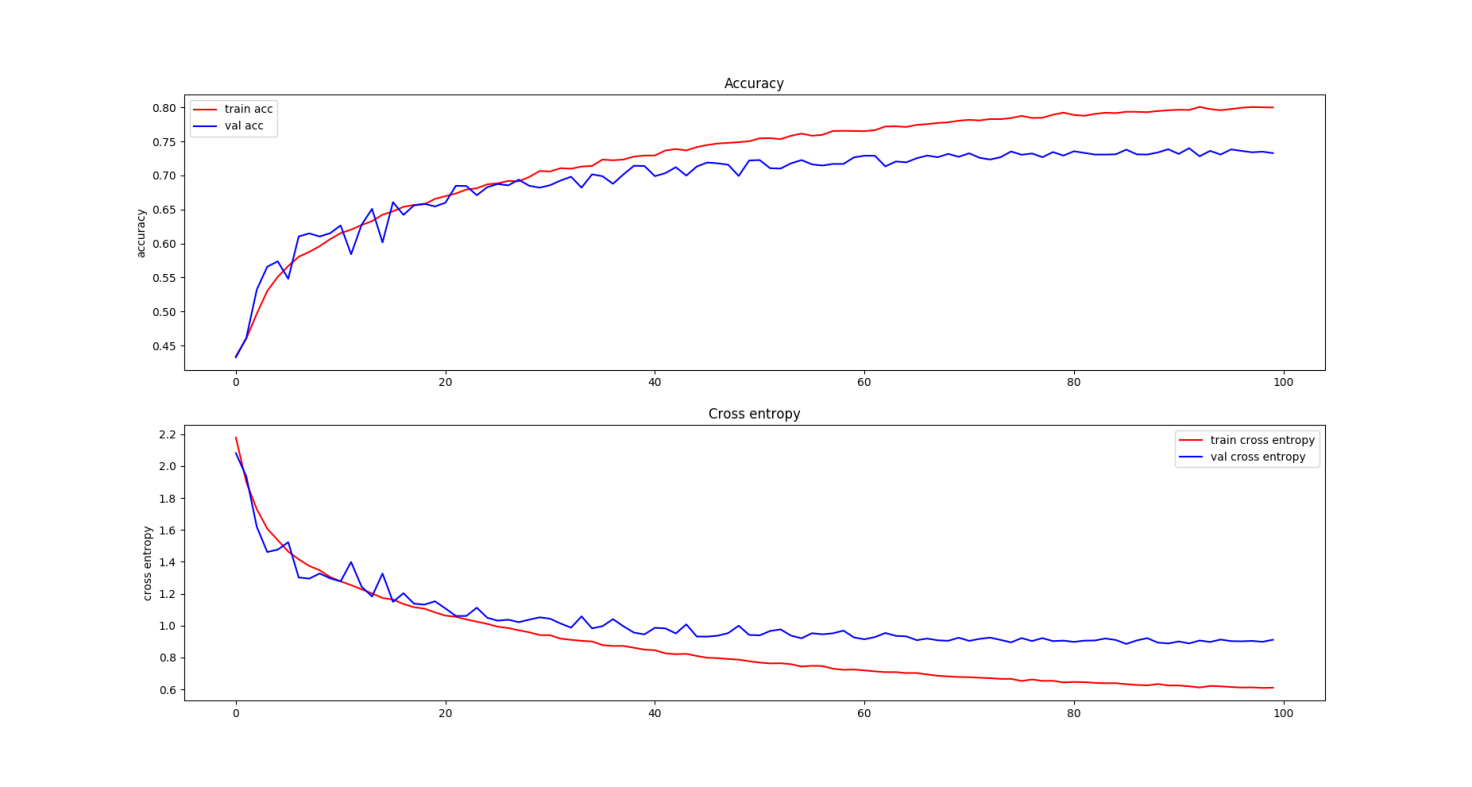 Accuracy
train acc
val acc
accuracy
0.80
0.75
0.70
0.65
0.60
0.55
0.50
0.45
0 20 40 60 80 100
Cross entropy
train cross entropy
val cross entropy
cross entropy
2.2
2.0
1.8
1.6
1.4
1.2
1.0
0.8
0.6
0 20 40 60 80 100